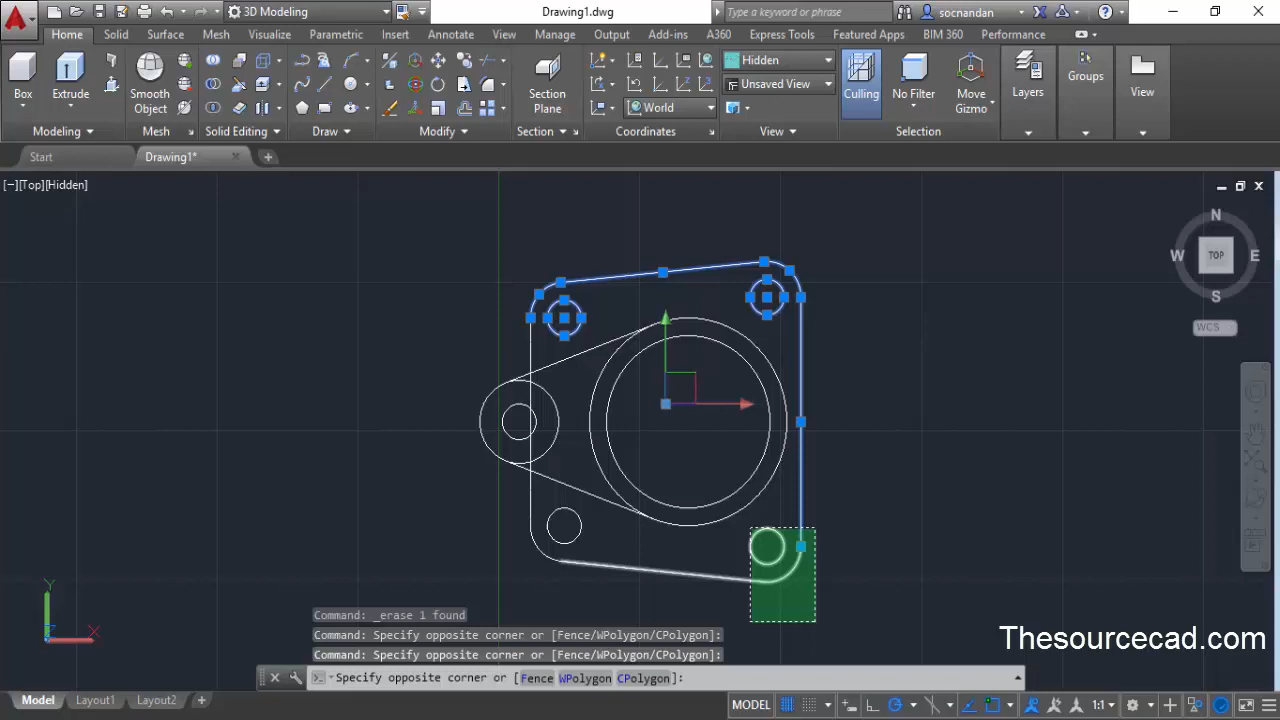 3D Modeling
Drawing1.dwg
Type a keyword or phrase
socnandan
Home Solid Surface Mesh Visualize Parametric Insert Annotate View Manage Output Add-ins A360 Express Tools Featured Apps BIM 360 Performance
Box
Extrude
Smooth
Object
Section
Plane
World
Hidden
Unsaved View
Culling
No Filter
Move
Gizmo
Layers
Groups
View
Modeling
Mesh
Solid Editing
Draw
Modify
Section
Coordinates
View
Selection
Start
Drawing1*
[−][Top][Hidden]
N
W
TOP
E
S
WCS
Y
X
Command: _erase 1 found
Command: Specify opposite corner or [Fence/WPolygon/CPolygon]:
Command: Specify opposite corner or [Fence/WPolygon/CPolygon]:
Specify opposite corner or [Fence WPolygon CPolygon]:
Thesourcecad.com
Model Layout1 Layout2
MODEL
1:1